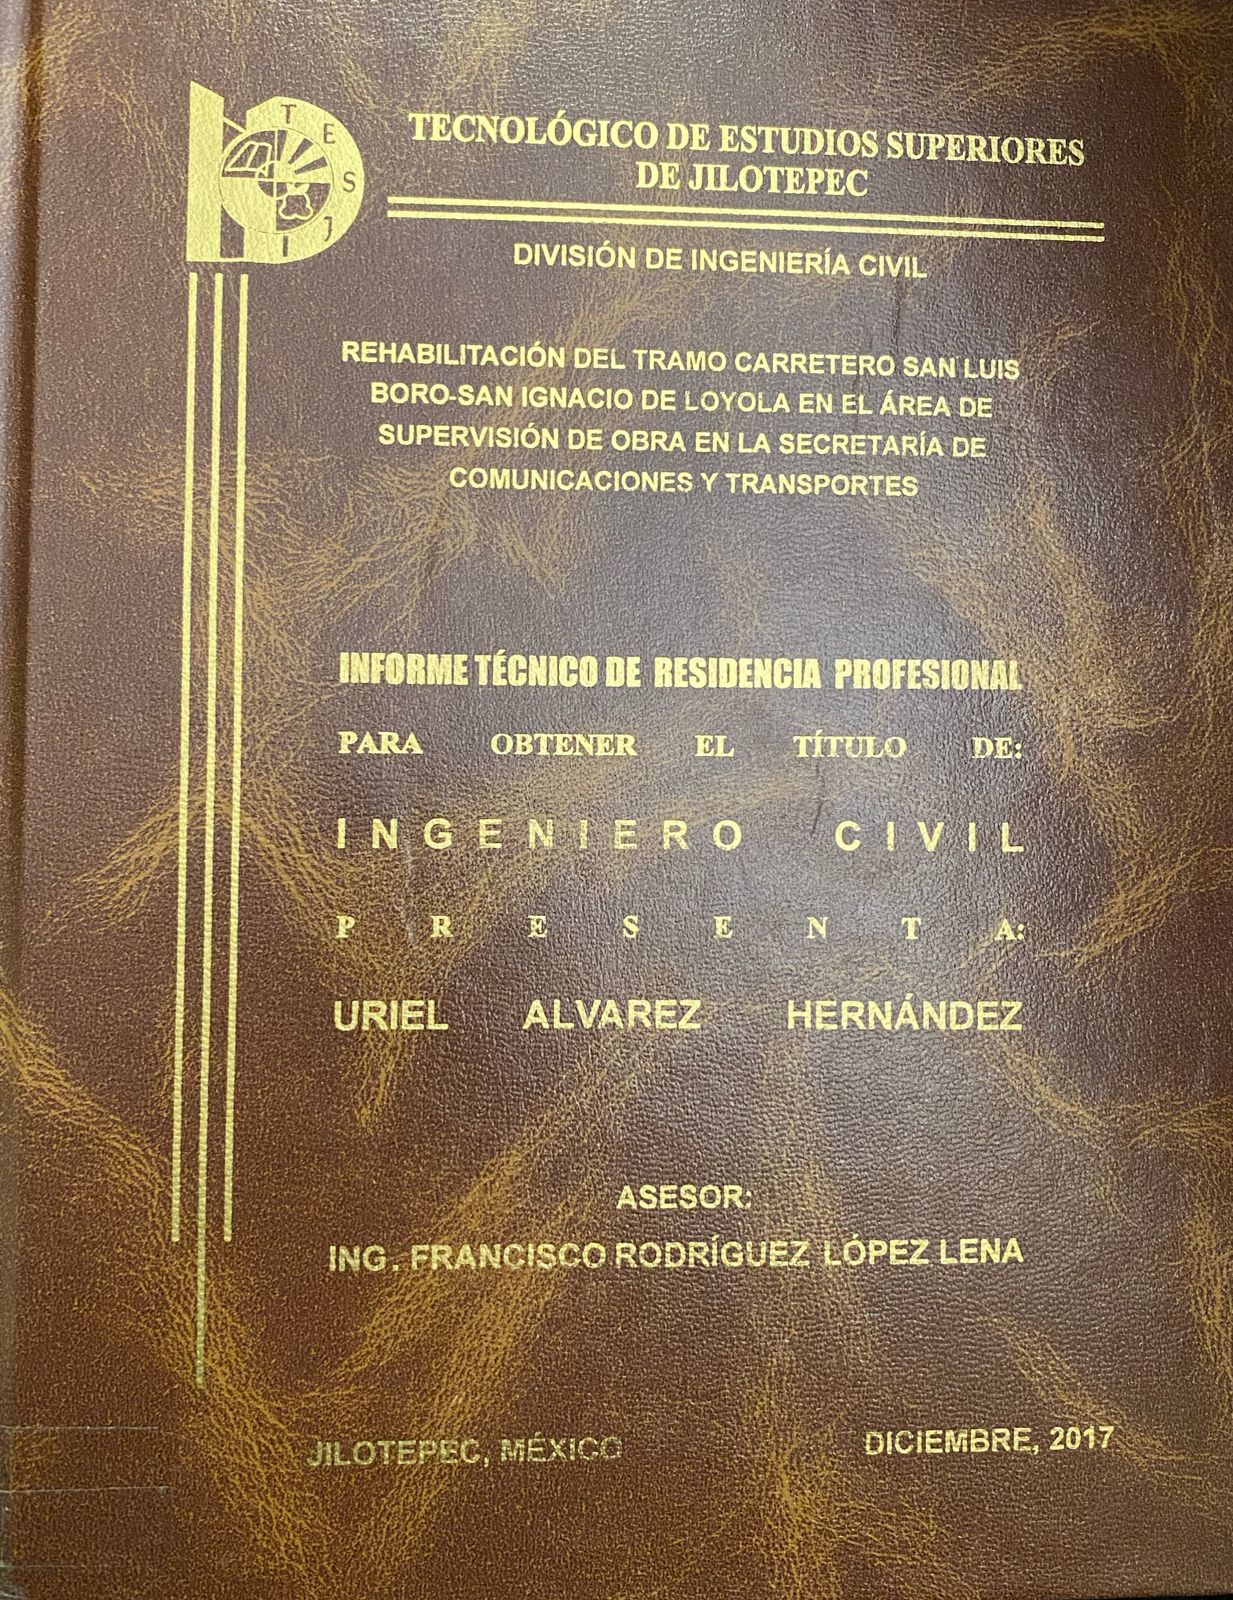 TESJI
TECNOLÓGICO DE ESTUDIOS SUPERIORES
DE JILOTEPEC
DIVISIÓN DE INGENIERÍA CIVIL
REHABILITACIÓN DEL TRAMO CARRETERO SAN LUIS
BORO-SAN IGNACIO DE LOYOLA EN EL ÁREA DE
SUPERVISIÓN DE OBRA EN LA SECRETARÍA DE
COMUNICACIONES Y TRANSPORTES
INFORME TÉCNICO DE RESIDENCIA PROFESIONAL
PARA OBTENER EL TÍTULO DE:
INGENIERO CIVIL
PRESENTA:
URIEL ALVAREZ HERNÁNDEZ
ASESOR:
ING. FRANCISCO RODRÍGUEZ LÓPEZ LENA
JILOTEPEC, MÉXICO DICIEMBRE, 2017